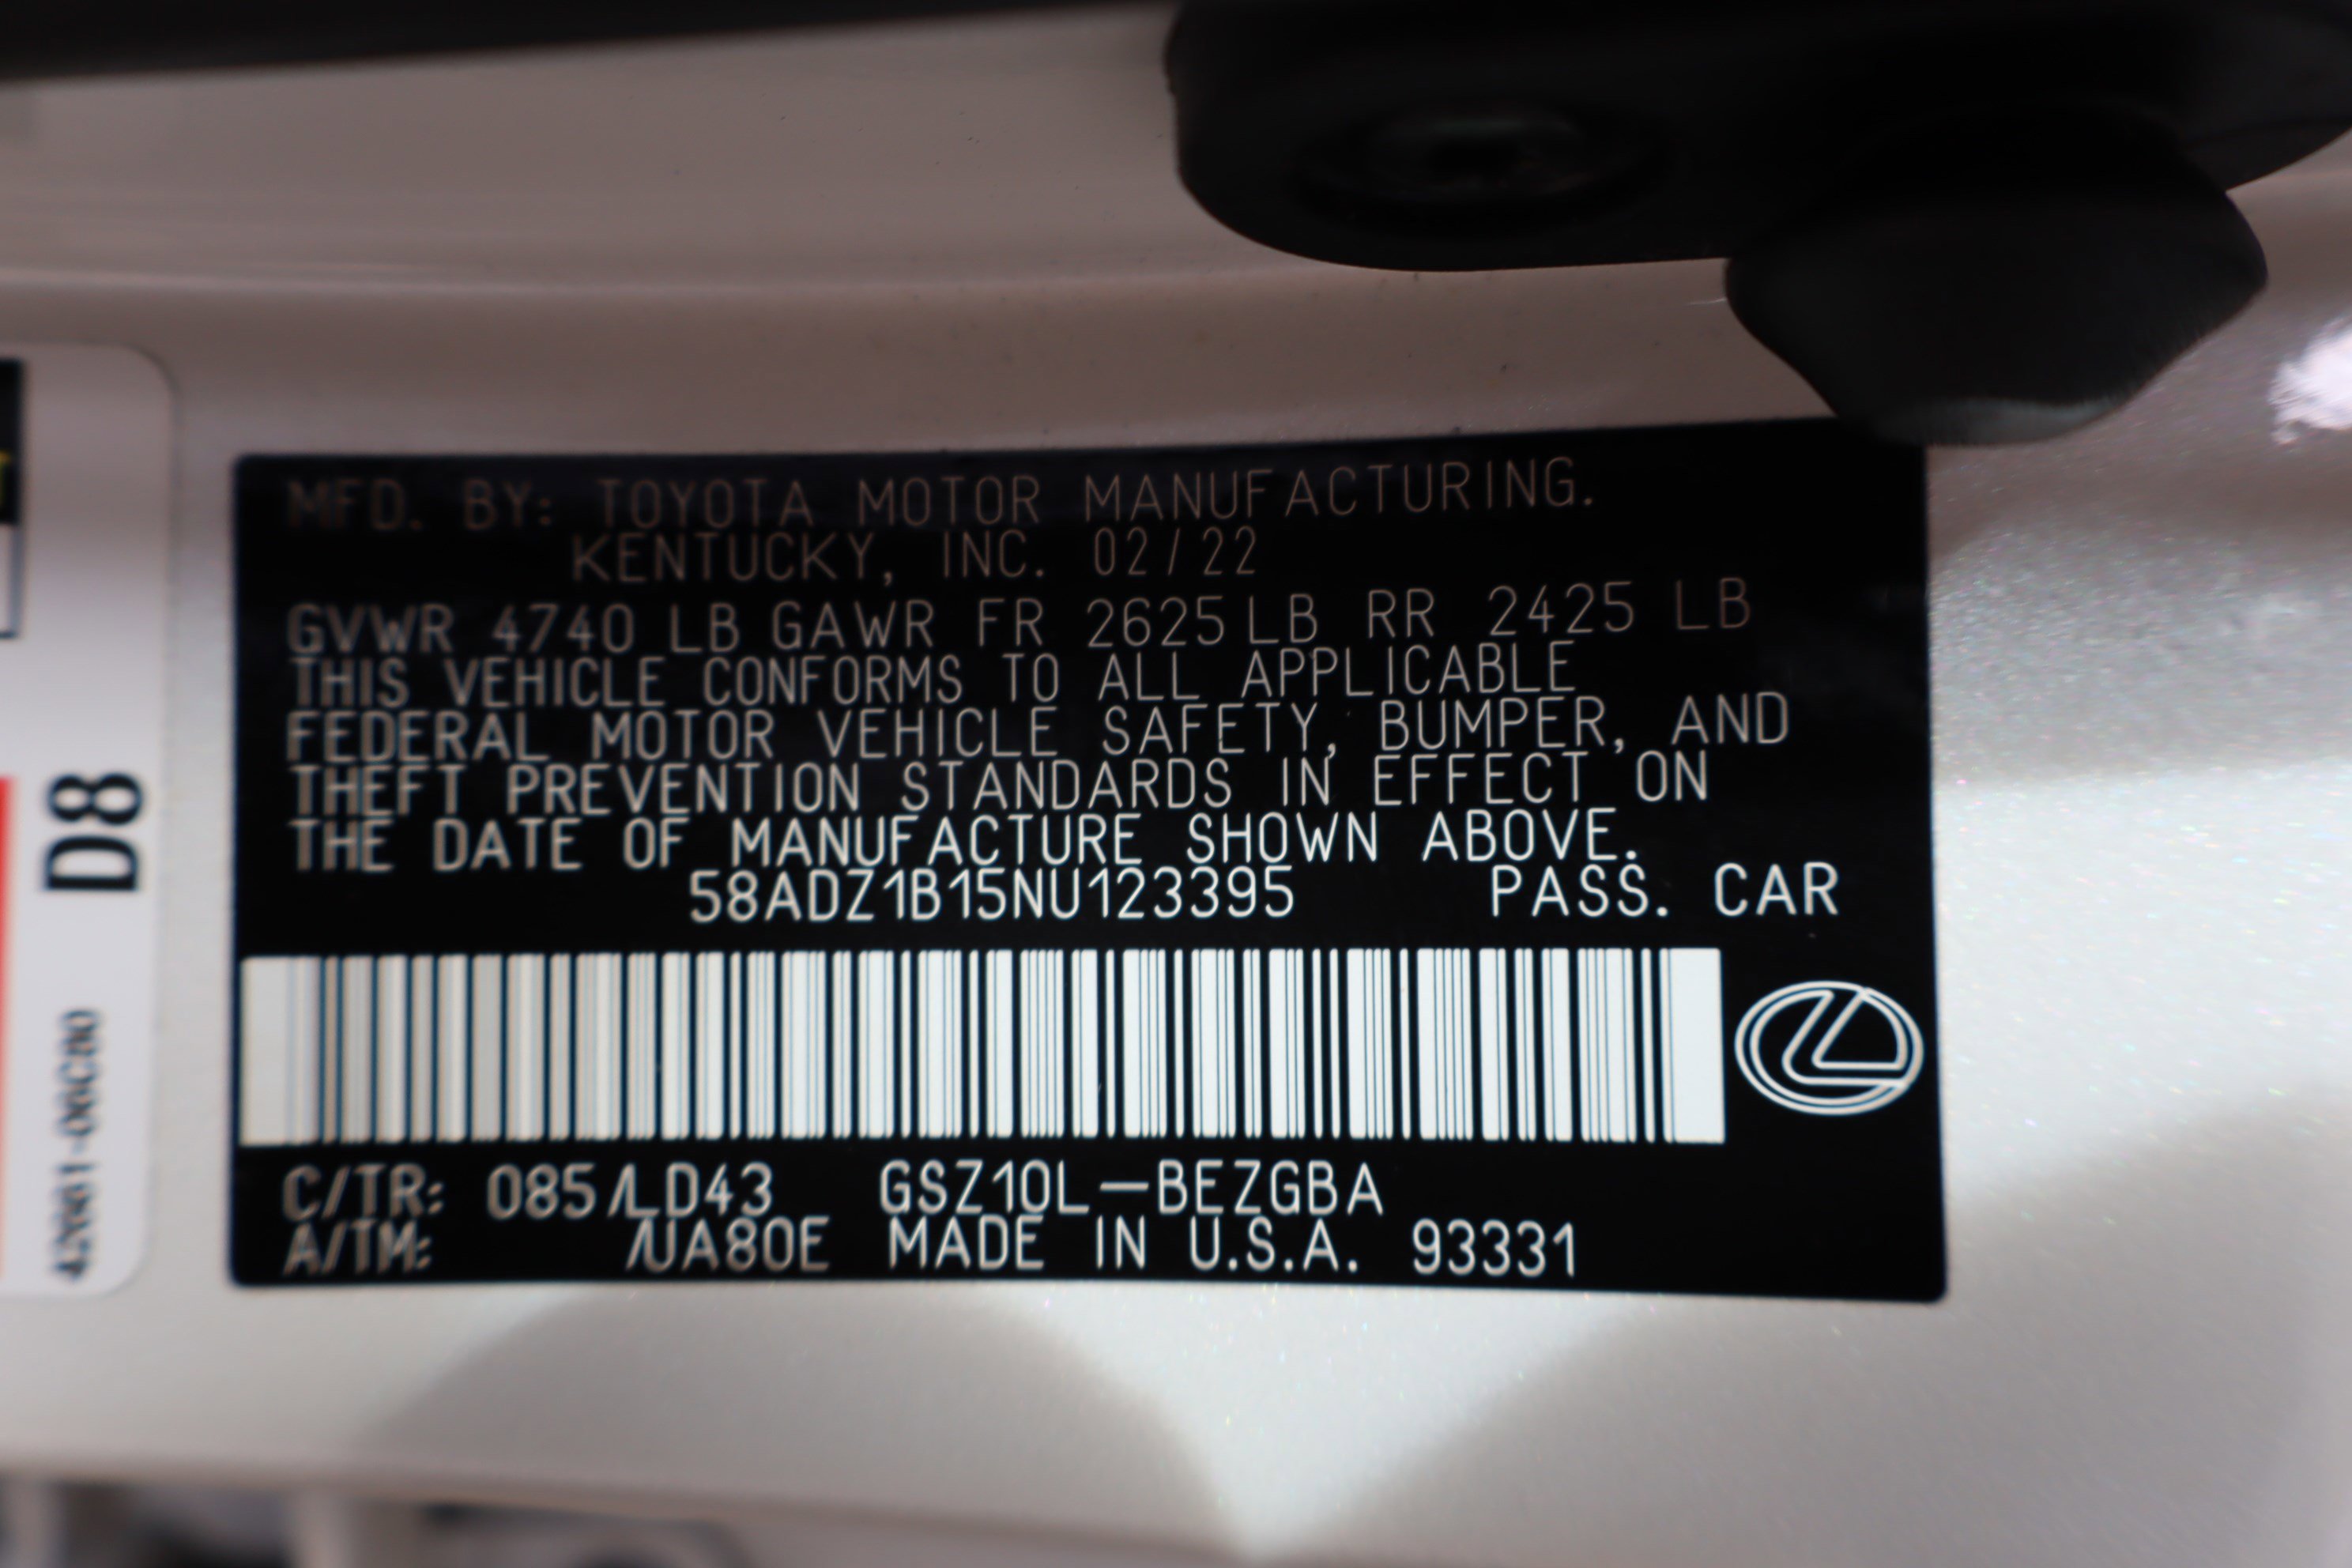 MFD. BY: TOYOTA MOTOR MANUFACTURING.
KENTUCKY, INC. 02/22
GVWR 4740 LB GAWR FR 2625 LB RR 2425 LB
THIS VEHICLE CONFORMS TO ALL APPLICABLE
FEDERAL MOTOR VEHICLE SAFETY, BUMPER, AND
THEFT PREVENTION STANDARDS IN EFFECT ON
THE DATE OF MANUFACTURE SHOWN ABOVE.
58ADZ1B15NU123395 PASS. CAR
C/TR: 085/LD43 GSZ10L-BEZGBA
A/TM: /UA80E MADE IN U.S.A. 93331
D8